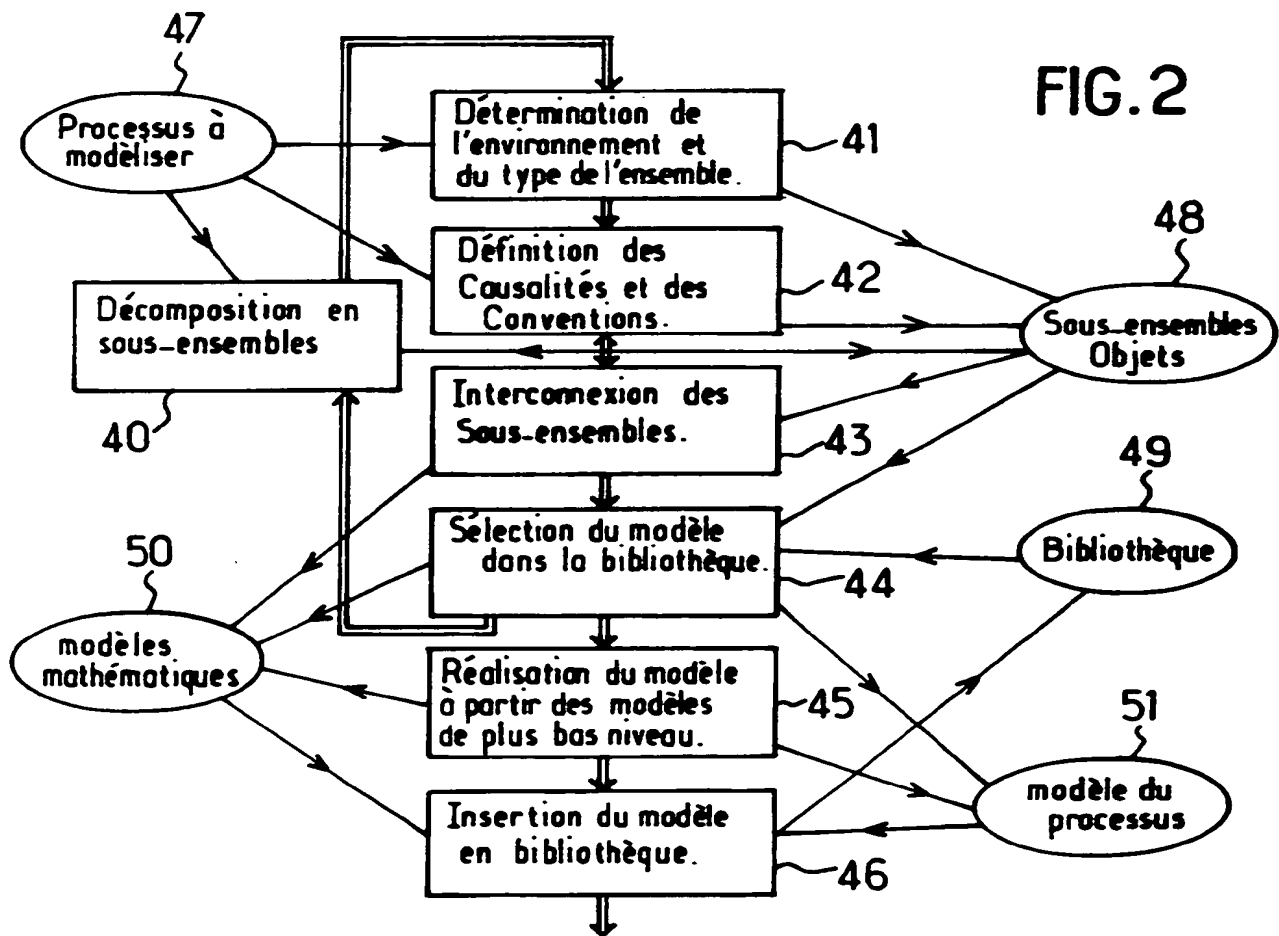 47
FIG.2
Processus à
modèliser
Détermination de
l'environnement et
du type de l'ensemble.
41
48
Définition des
Causalités et des
Conventions.
42
Décomposition en
sous-ensembles
40
Sous-ensembles
Objets
Interconnexion des
Sous-ensembles.
43
49
Sélection du modèle
dans la bibliothèque.
44
Bibliothèque
50
modèles
mathématiques
Réalisation du modèle
à partir des modèles
de plus bas niveau.
45
51
modèle du
processus
Insertion du modèle
en bibliothèque.
46